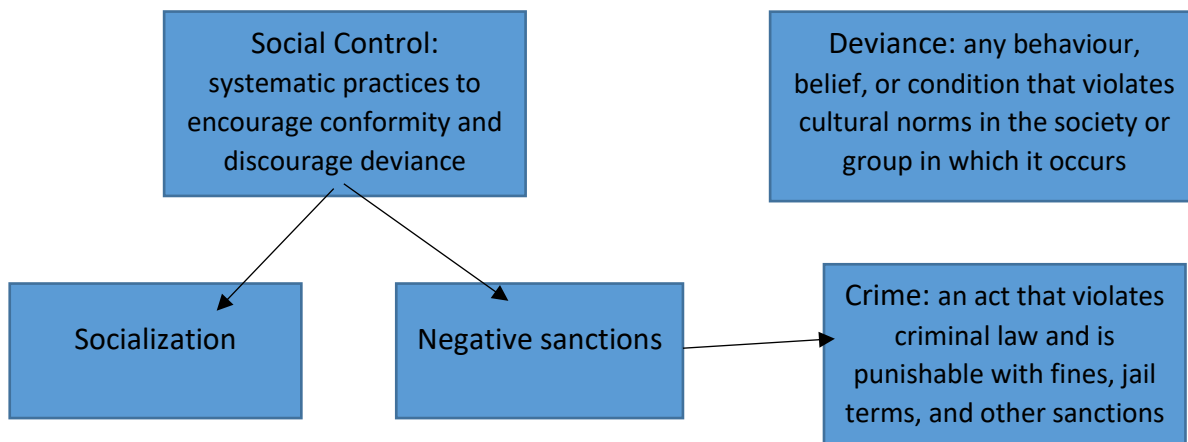 Social Control:
systematic practices to
encourage conformity and
discourage deviance
Deviance: any behaviour,
belief, or condition that violates
cultural norms in the society or
group in which it occurs
Socialization
Negative sanctions
Crime: an act that violates
criminal law and is
punishable with fines, jail
terms, and other sanctions